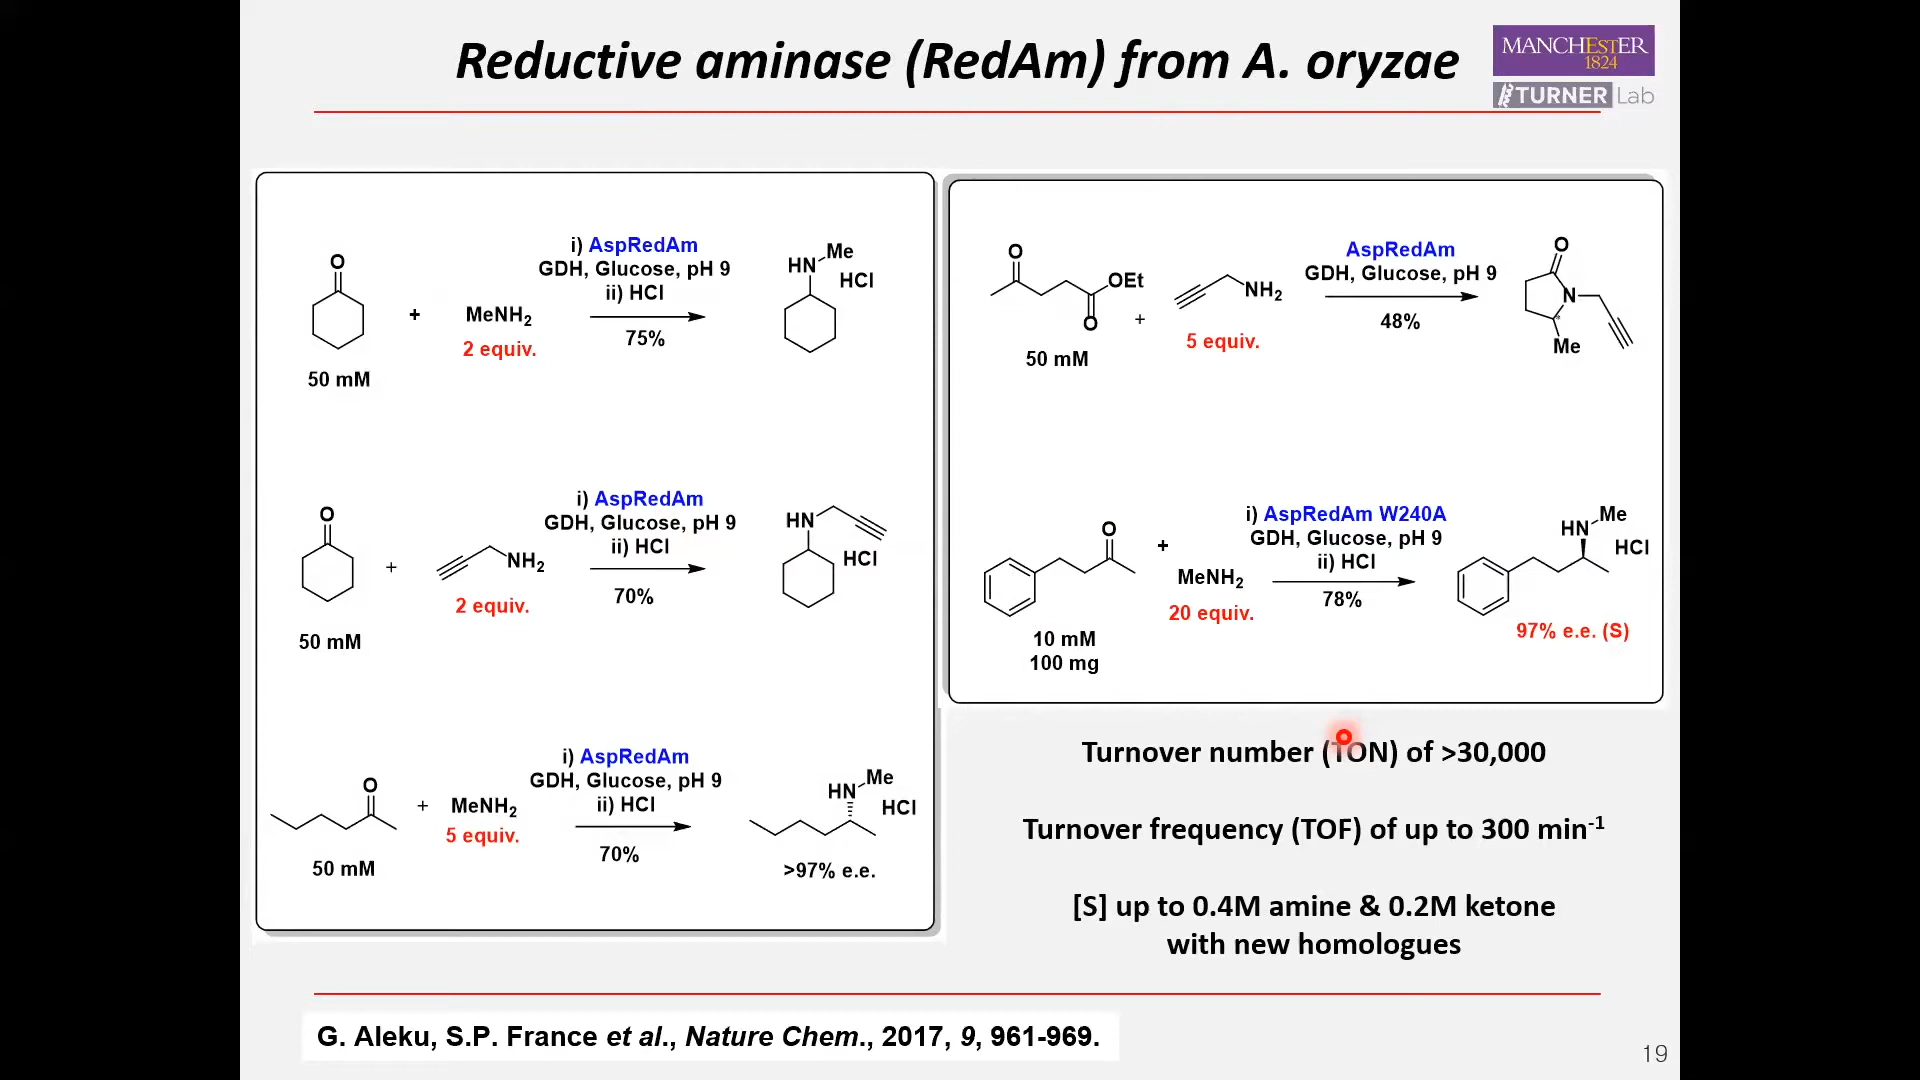 Reductive aminase (RedAm) from A. oryzae
MANCHESTER
1824
TURNER Lab
O
+
MeNH2
2 equiv.
50 mM
i) AspRedAm
GDH, Glucose, pH 9
ii) HCl
75%
HN
Me
HCl
O
+
NH2
2 equiv.
50 mM
i) AspRedAm
GDH, Glucose, pH 9
ii) HCl
70%
HN
HCl
O
+
MeNH2
5 equiv.
50 mM
i) AspRedAm
GDH, Glucose, pH 9
ii) HCl
70%
HN
Me
HCl
>97% e.e.
O
OEt
O
50 mM
+
NH2
5 equiv.
AspRedAm
GDH, Glucose, pH 9
48%
O
N
*
Me
O
10 mM
100 mg
+
MeNH2
20 equiv.
i) AspRedAm W240A
GDH, Glucose, pH 9
ii) HCl
78%
HN
Me
HCl
97% e.e. (S)
Turnover number (TON) of >30,000
Turnover frequency (TOF) of up to 300 min-1
[S] up to 0.4M amine & 0.2M ketone
with new homologues
G. Aleku, S.P. France et al., Nature Chem., 2017, 9, 961-969.
19